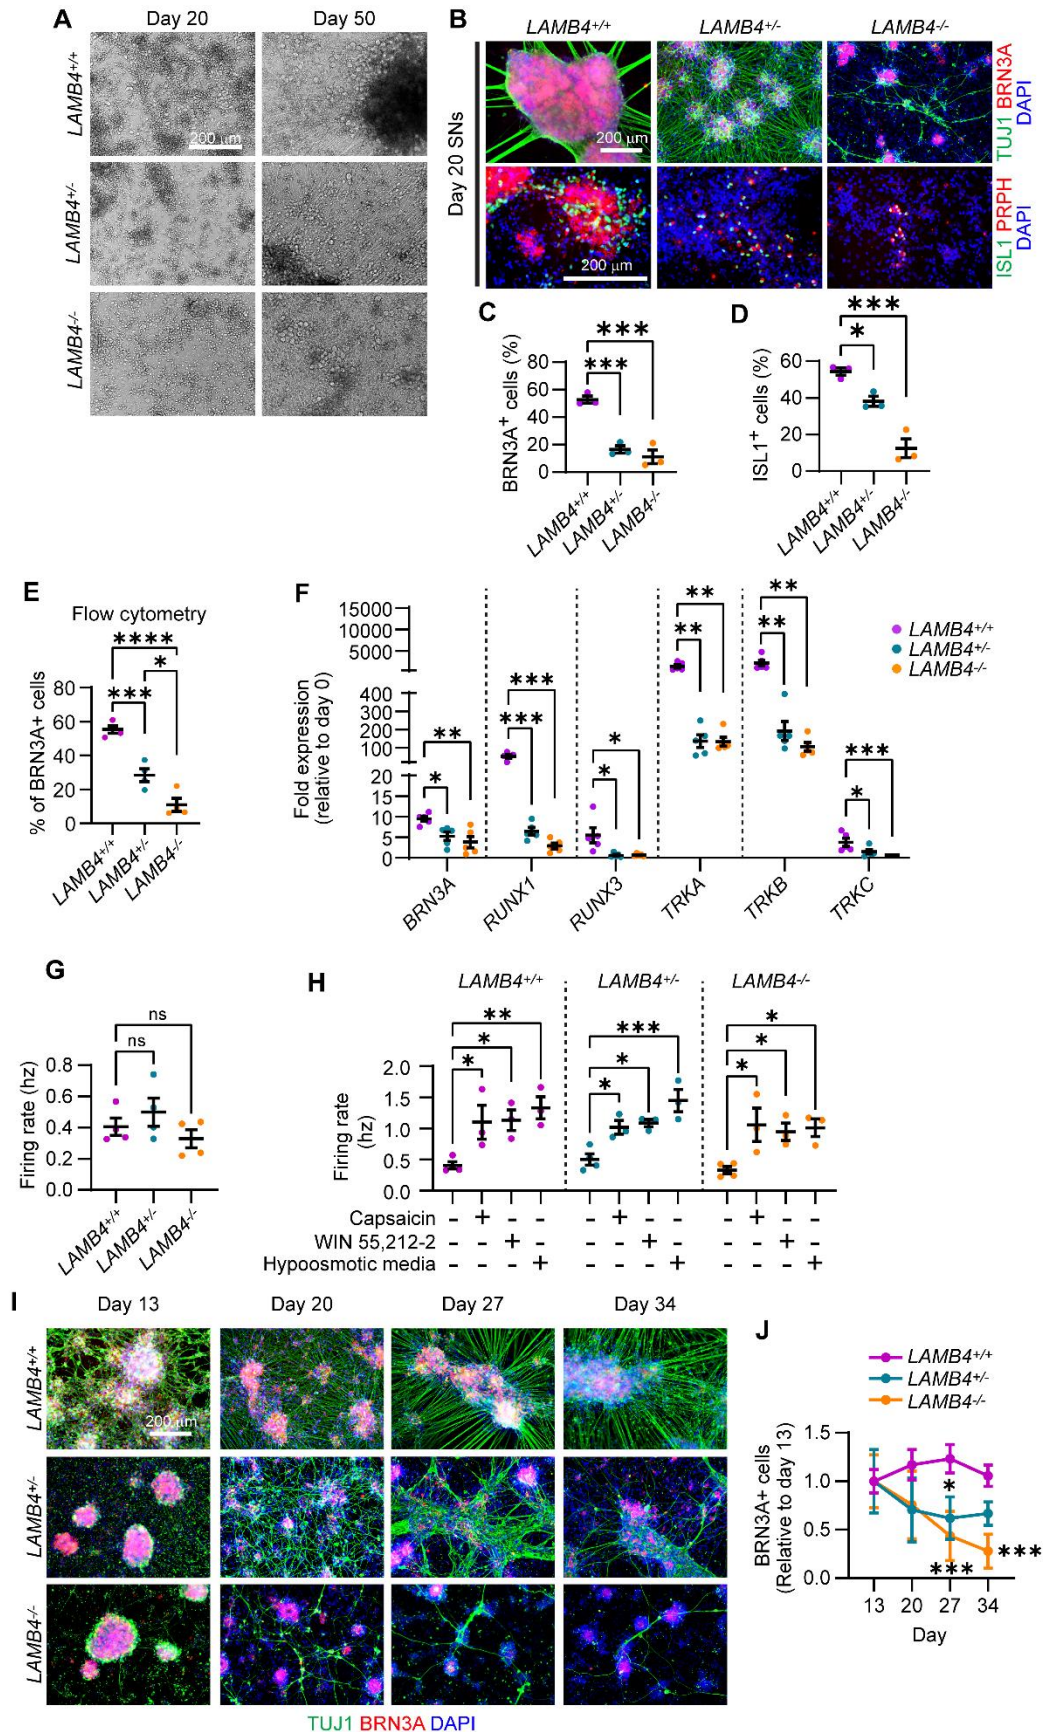 A
Day 20
Day 50
LAMB4+/+
200 µm
LAMB4+/-
LAMB4-/-
B
LAMB4+/+
LAMB4+/-
LAMB4-/-
Day 20 SNs
200 µm
TUJ1 BRN3A
DAPI
200 µm
ISL1 PRPH
DAPI
C
***
***
BRN3A+ cells (%)
80
60
40
20
0
LAMB4+/+
LAMB4+/-
LAMB4-/-
D
***
*
ISL1+ cells (%)
60
40
20
0
LAMB4+/+
LAMB4+/-
LAMB4-/-
E
Flow cytometry
****
*
***
% of BRN3A+ cells
80
60
40
20
0
LAMB4+/+
LAMB4+/-
LAMB4-/-
F
Fold expression
(relative to day 0)
15000
10000
5000
400
300
200
100
20
15
10
5
0
**
*
***
***
*
*
**
**
**
**
***
*
BRN3A
RUNX1
RUNX3
TRKA
TRKB
TRKC
LAMB4+/+
LAMB4+/-
LAMB4-/-
G
ns
ns
Firing rate (hz)
0.8
0.6
0.4
0.2
0.0
LAMB4+/+
LAMB4+/-
LAMB4-/-
H
LAMB4+/+
LAMB4+/-
LAMB4-/-
**
*
*
***
*
*
*
*
*
Firing rate
(hz)
2.0
1.5
1.0
0.5
0.0
Capsaicin - + - - - + - - - + - -
WIN 55,212-2 - - + - - - + - - - + -
Hypoosmotic media - - - + - - - + - - - +
I
Day 13
Day 20
Day 27
Day 34
LAMB4+/+
200 µm
LAMB4+/-
LAMB4-/-
TUJ1 BRN3A DAPI
J
LAMB4+/+
LAMB4+/-
LAMB4-/-
BRN3A+ cells
(Relative to day 13)
1.5
1.0
0.5
0.0
*
***
***
13 20 27 34
Day